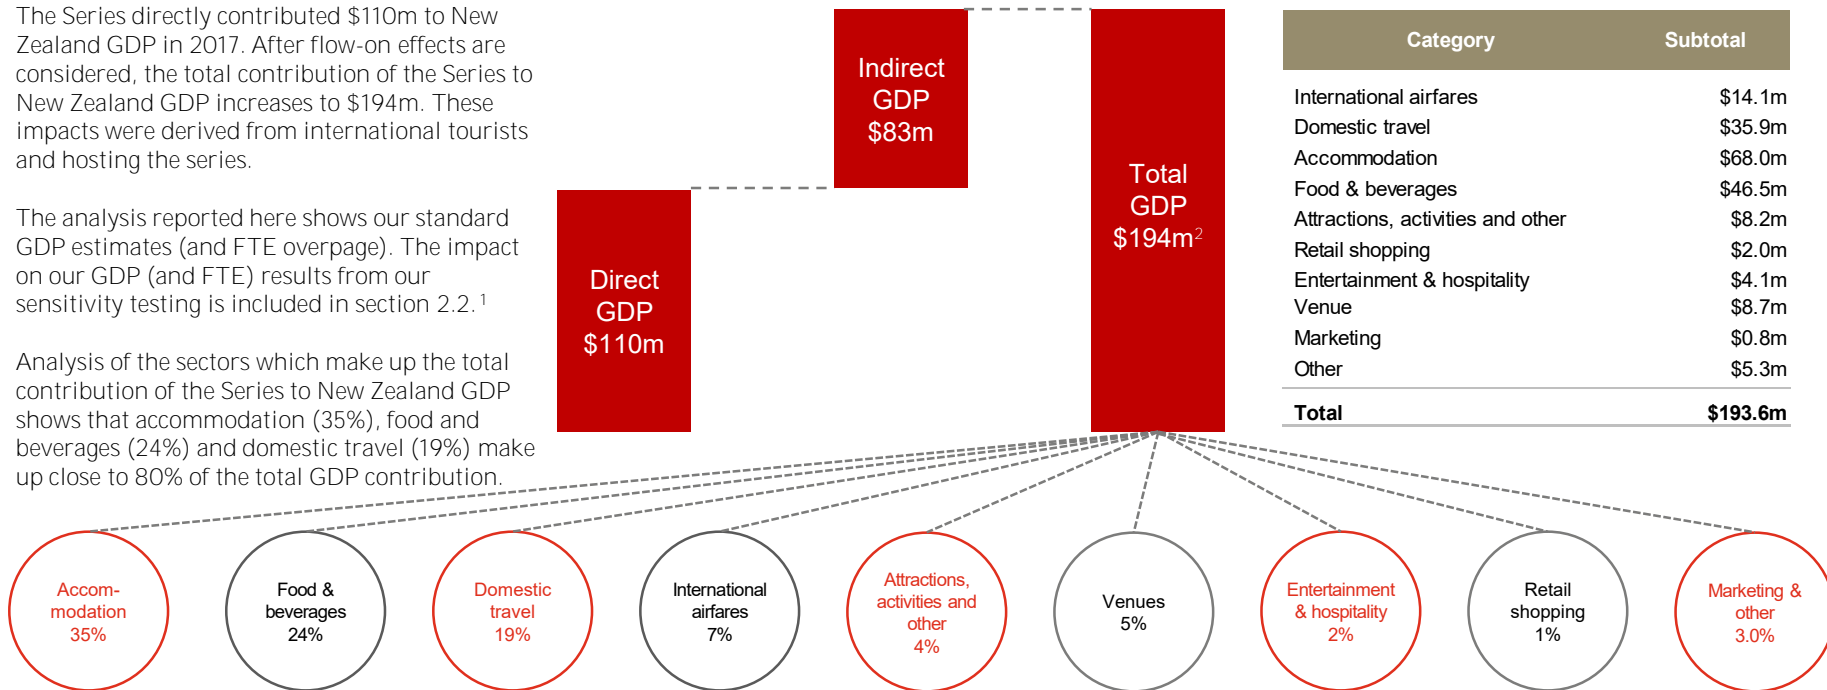 The Series directly contributed $110m to New
Zealand GDP in 2017. After flow-on effects are
considered, the total contribution of the Series to
New Zealand GDP increases to $194m. These
impacts were derived from international tourists
and hosting the series.
The analysis reported here shows our standard
GDP estimates (and FTE overpage). The impact
on our GDP (and FTE) results from our
sensitivity testing is included in section 2.2. 1
Analysis of the sectors which make up the total
contribution of the Series to New Zealand GDP
shows that accommodation (35%), food and
beverages (24%) and domestic travel (19%) make
up close to 80% of the total GDP contribution.
Direct
GDP
$110m
Indirect
GDP
$83m
Total
GDP
$194m2
Category Subtotal
International airfares $14.1m
Domestic travel $35.9m
Accommodation $68.0m
Food & beverages $46.5m
Attractions, activities and other $8.2m
Retail shopping $2.0m
Entertainment & hospitality $4.1m
Venue $8.7m
Marketing $0.8m
Other $5.3m
Total $193.6m
Accom-
modation
35%
Food &
beverages
24%
Domestic
travel
19%
International
airfares
7%
Attractions,
activities and
other
4%
Venues
5%
Entertainment
& hospitality
2%
Retail
shopping
1%
Marketing &
other
3.0%